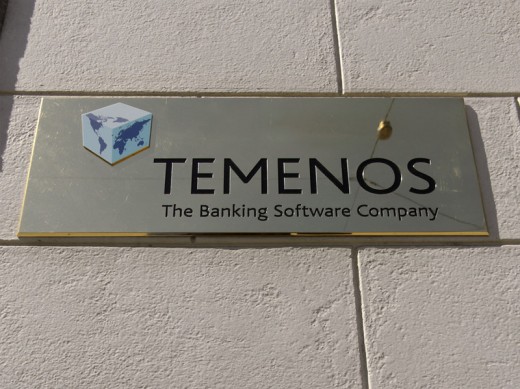 TEMENOS
The Banking Software Company